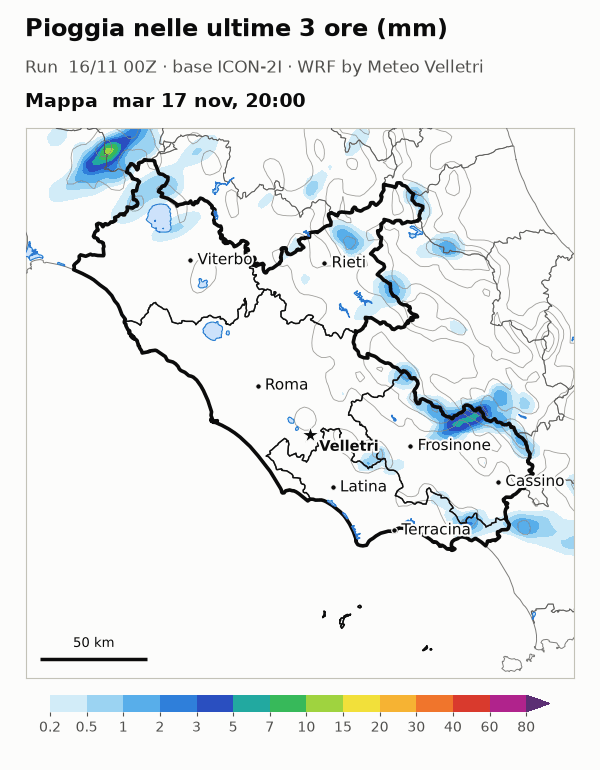 Pioggia nelle ultime 3 ore (mm)
Run  16/11 00Z · base ICON-2I · WRF by Meteo Velletri
Mappa  mar 17 nov, 20:00
Viterbo
Rieti
Roma
Velletri
Frosinone
Latina
Cassino
Terracina
50 km
0.2 0.5 1 2 3 5 7 10 15 20 30 40 60 80